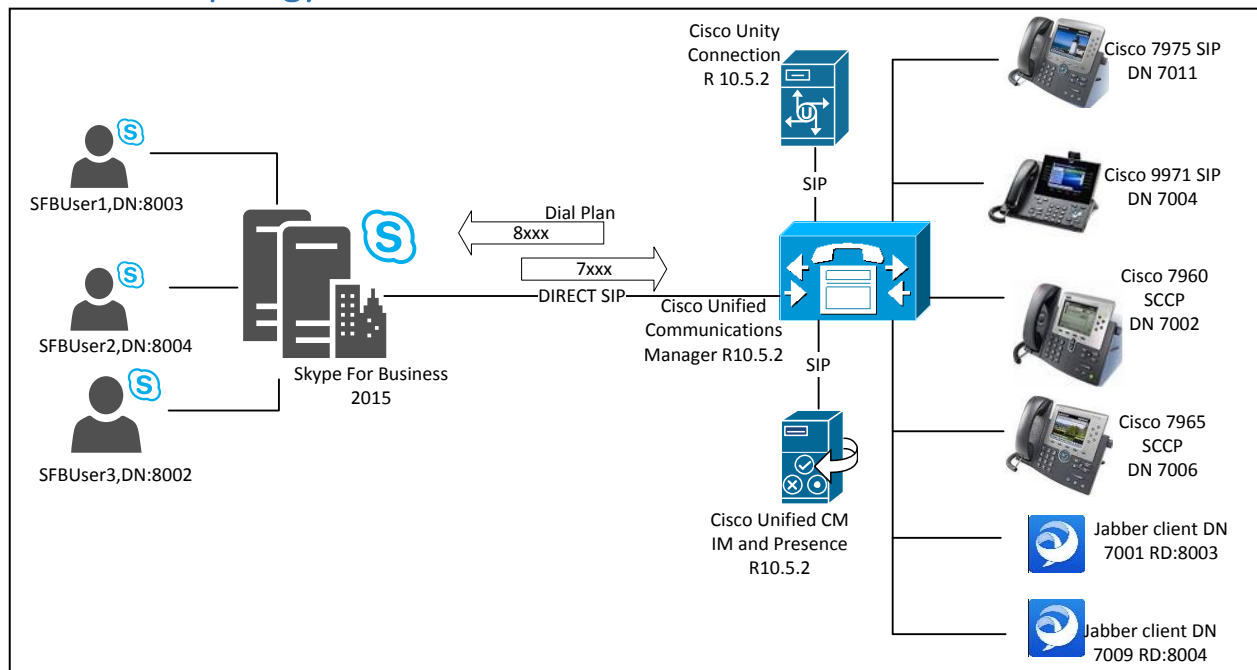 Cisco Unity
Connection
R 10.5.2
Cisco 7975 SIP
DN 7011
S
SFBUser1,DN:8003
SIP
Cisco 9971 SIP
DN 7004
Dial Plan
8xxx
S
7xxx
DIRECT SIP
S
SFBUser2,DN:8004
Cisco Unified
Communications
Manager R10.5.2
Cisco 7960
SCCP
DN 7002
Skype For Business
2015
SIP
S
SFBUser3,DN:8002
Cisco 7965
SCCP
DN 7006
Cisco Unified CM
IM and Presence
R10.5.2
Jabber client DN
7001 RD:8003
Jabber client DN
7009 RD:8004
U